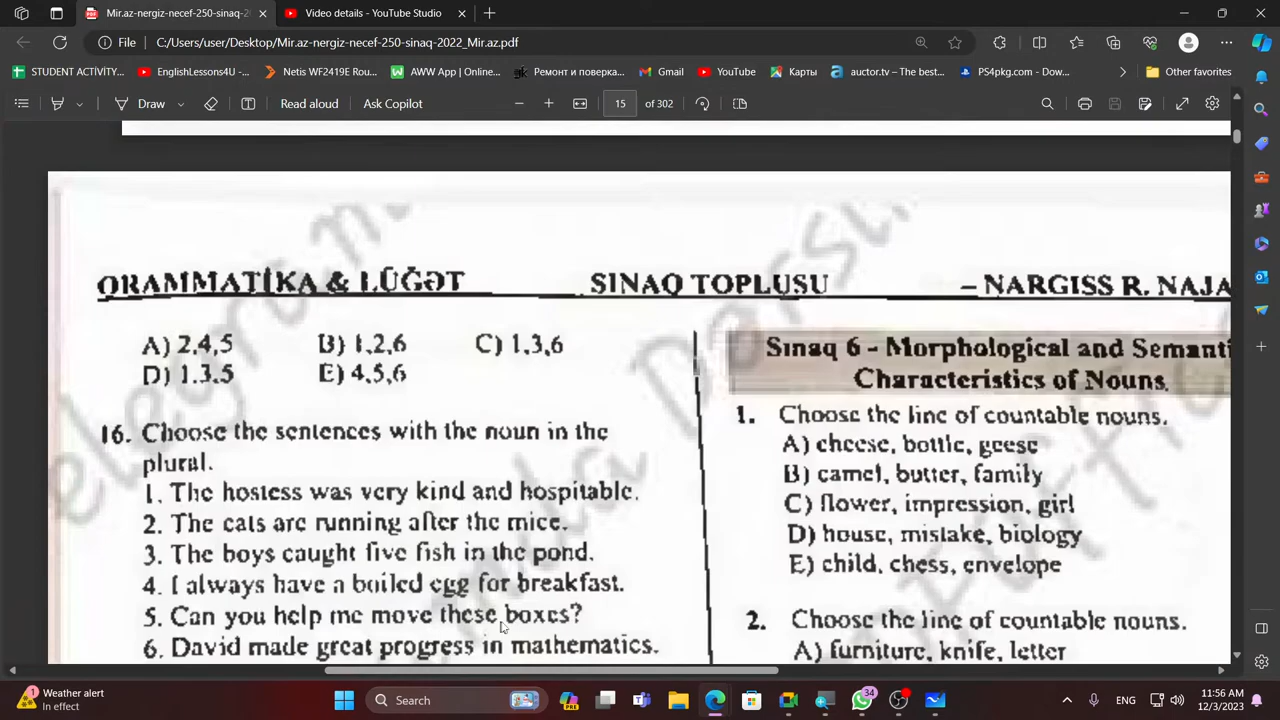 Mir.az-nergiz-necef-250-sinaq-2
Video details - YouTube Studio
File
C:/Users/user/Desktop/Mir.az-nergiz-necef-250-sinaq-2022_Mir.az.pdf
STUDENT ACTİVİTY
EnglishLessons4U -...
Netis WF2419E Rou...
AWW App | Online...
Ремонт и поверка...
Gmail
YouTube
Карты
auctor.tv – The best...
PS4pkg.com - Dow...
Other favorites
Draw
Read aloud
Ask Copilot
15 of 302
QRAMMATİKA & LÜĞƏT SINAQ TOPLUSU – NARGISS R. NAJA
A) 2,4,5 B) 1,2,6 C) 1,3,6
D) 1.3.5 E) 4,5,6
16. Choose the sentences with the noun in the
plural.
1. The hostess was very kind and hospitable.
2. The cats are running after the mice.
3. The boys caught five fish in the pond.
4. I always have a boiled egg for breakfast.
5. Can you help me move these boxes?
6. David made great progress in mathematics.
Sınaq 6 - Morphological and Semanti
Characteristics of Nouns.
1. Choose the line of countable nouns.
A) cheese, bottle, geese
B) camel, butter, family
C) flower, impression, girl
D) house, mistake, biology
E) child, chess, envelope
2. Choose the line of countable nouns.
A) furniture, knife, letter
Weather alert
In effect
Search
34
ENG
11:56 AM
12/3/2023